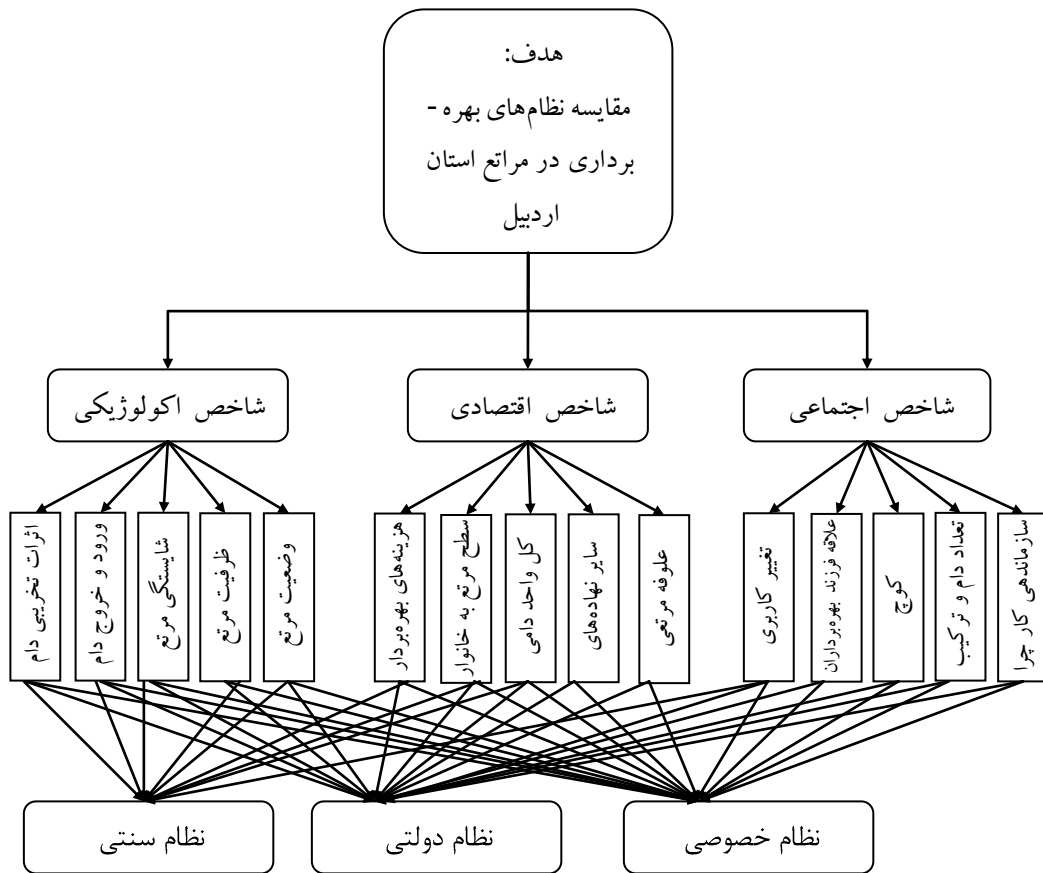 هدف:
مقایسه نظام‌های بهره -
برداری در مراتع استان
اردبیل
شاخص اجتماعی
شاخص اقتصادی
شاخص اکولوژیکی
سازماندهی کار چرا
تعداد دام و ترکیب
کوچ
علاقه فرزند بهره‌برداران
تغییر کاربری
علوفه مرتعی
سایر نهاده‌های
کل واحد دامی
سطح مرتع به خانوار
هزینه‌های بهره‌بردار
وضعیت مرتع
ظرفیت مرتع
شایستگی مرتع
ورود و خروج دام
اثرات تخریبی دام
نظام خصوصی
نظام دولتی
نظام سنتی